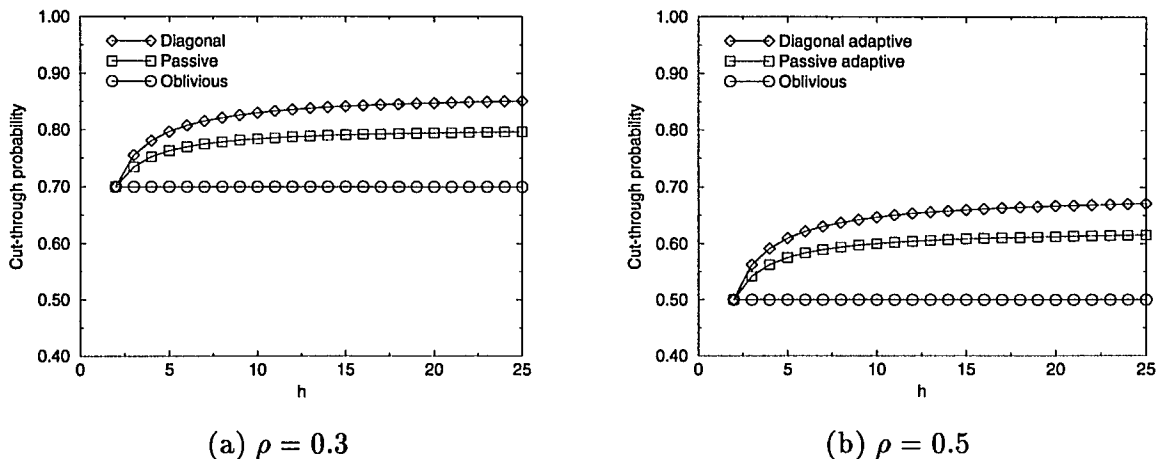 1.00
0.90
0.80
0.70
0.60
0.50
0.40
Cut-through probability
Diagonal
Passive
Oblivious
0 5 10 15 20 25
h
(a) ρ = 0.3
1.00
0.90
0.80
0.70
0.60
0.50
0.40
Cut-through probability
Diagonal adaptive
Passive adaptive
Oblivious
0 5 10 15 20 25
h
(b) ρ = 0.5